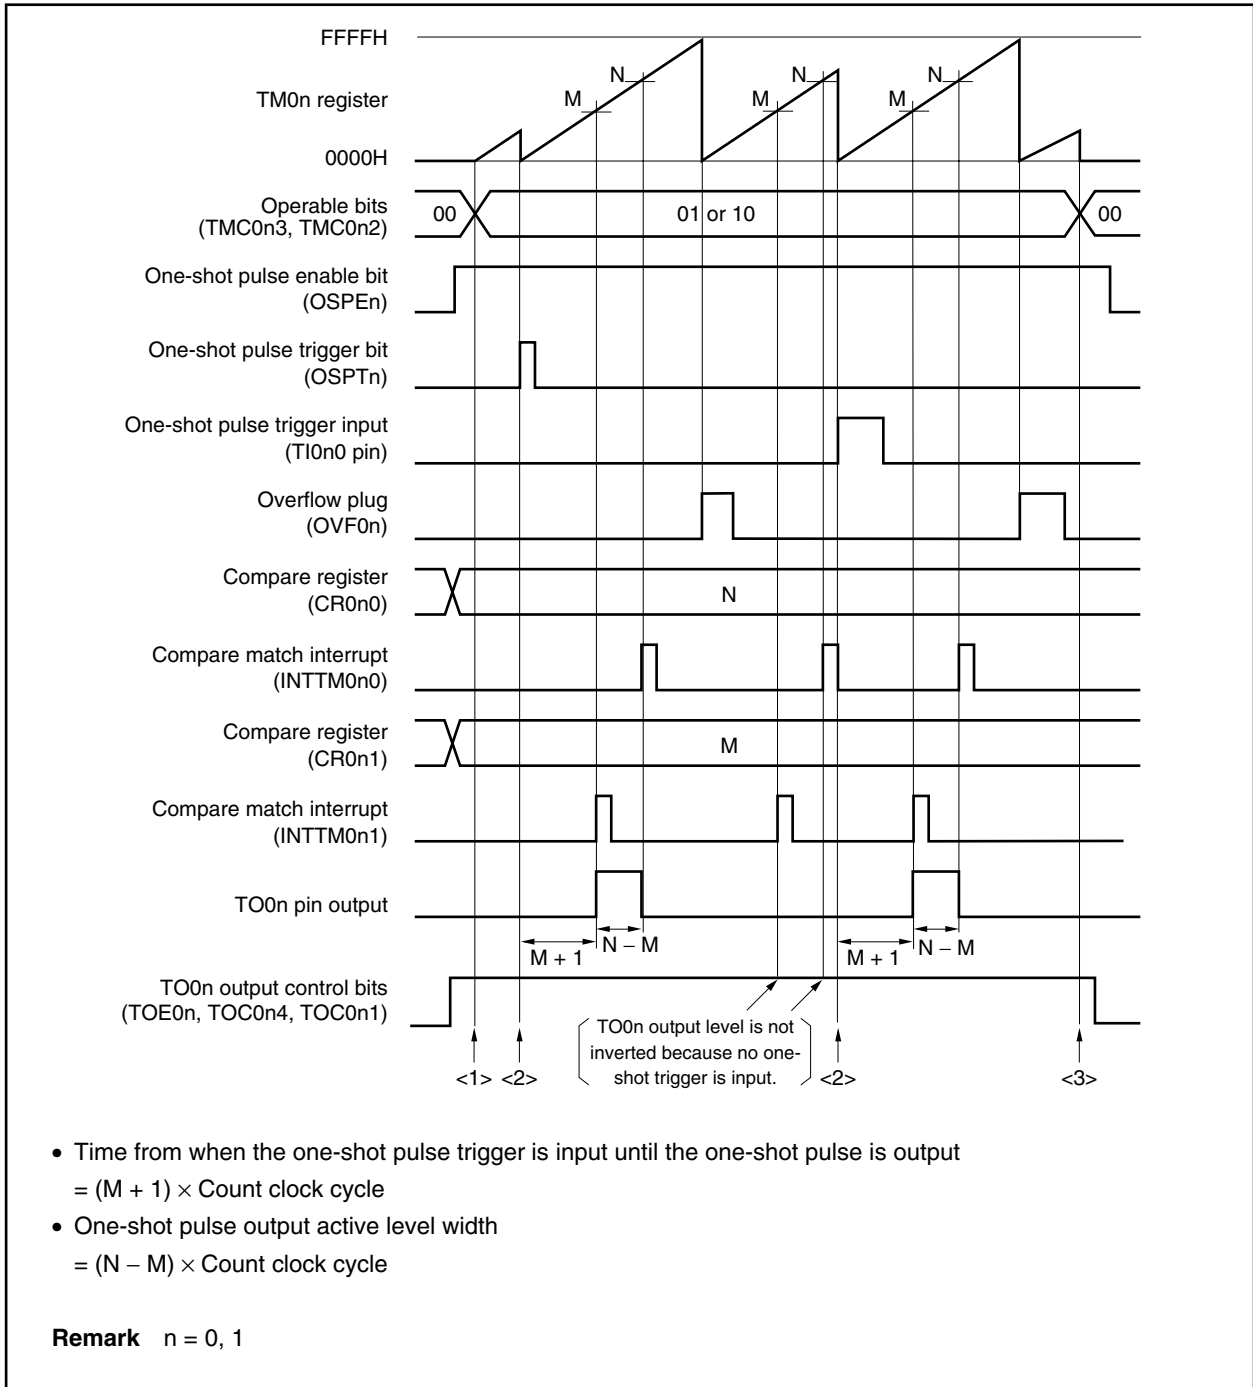 FFFFH
TM0n register
0000H
M
N
M
N
M
N
Operable bits
(TMC0n3, TMC0n2)
00
01 or 10
00
One-shot pulse enable bit
(OSPEn)
One-shot pulse trigger bit
(OSPTn)
One-shot pulse trigger input
(TI0n0 pin)
Overflow plug
(OVF0n)
Compare register
(CR0n0)
N
Compare match interrupt
(INTTM0n0)
Compare register
(CR0n1)
M
Compare match interrupt
(INTTM0n1)
TO0n pin output
M + 1
N – M
M + 1
N – M
TO0n output control bits
(TOE0n, TOC0n4, TOC0n1)
TO0n output level is not
inverted because no one-
shot trigger is input.
<1> <2> <2> <3>
• Time from when the one-shot pulse trigger is input until the one-shot pulse is output
= (M + 1) × Count clock cycle
• One-shot pulse output active level width
= (N – M) × Count clock cycle
Remark n = 0, 1